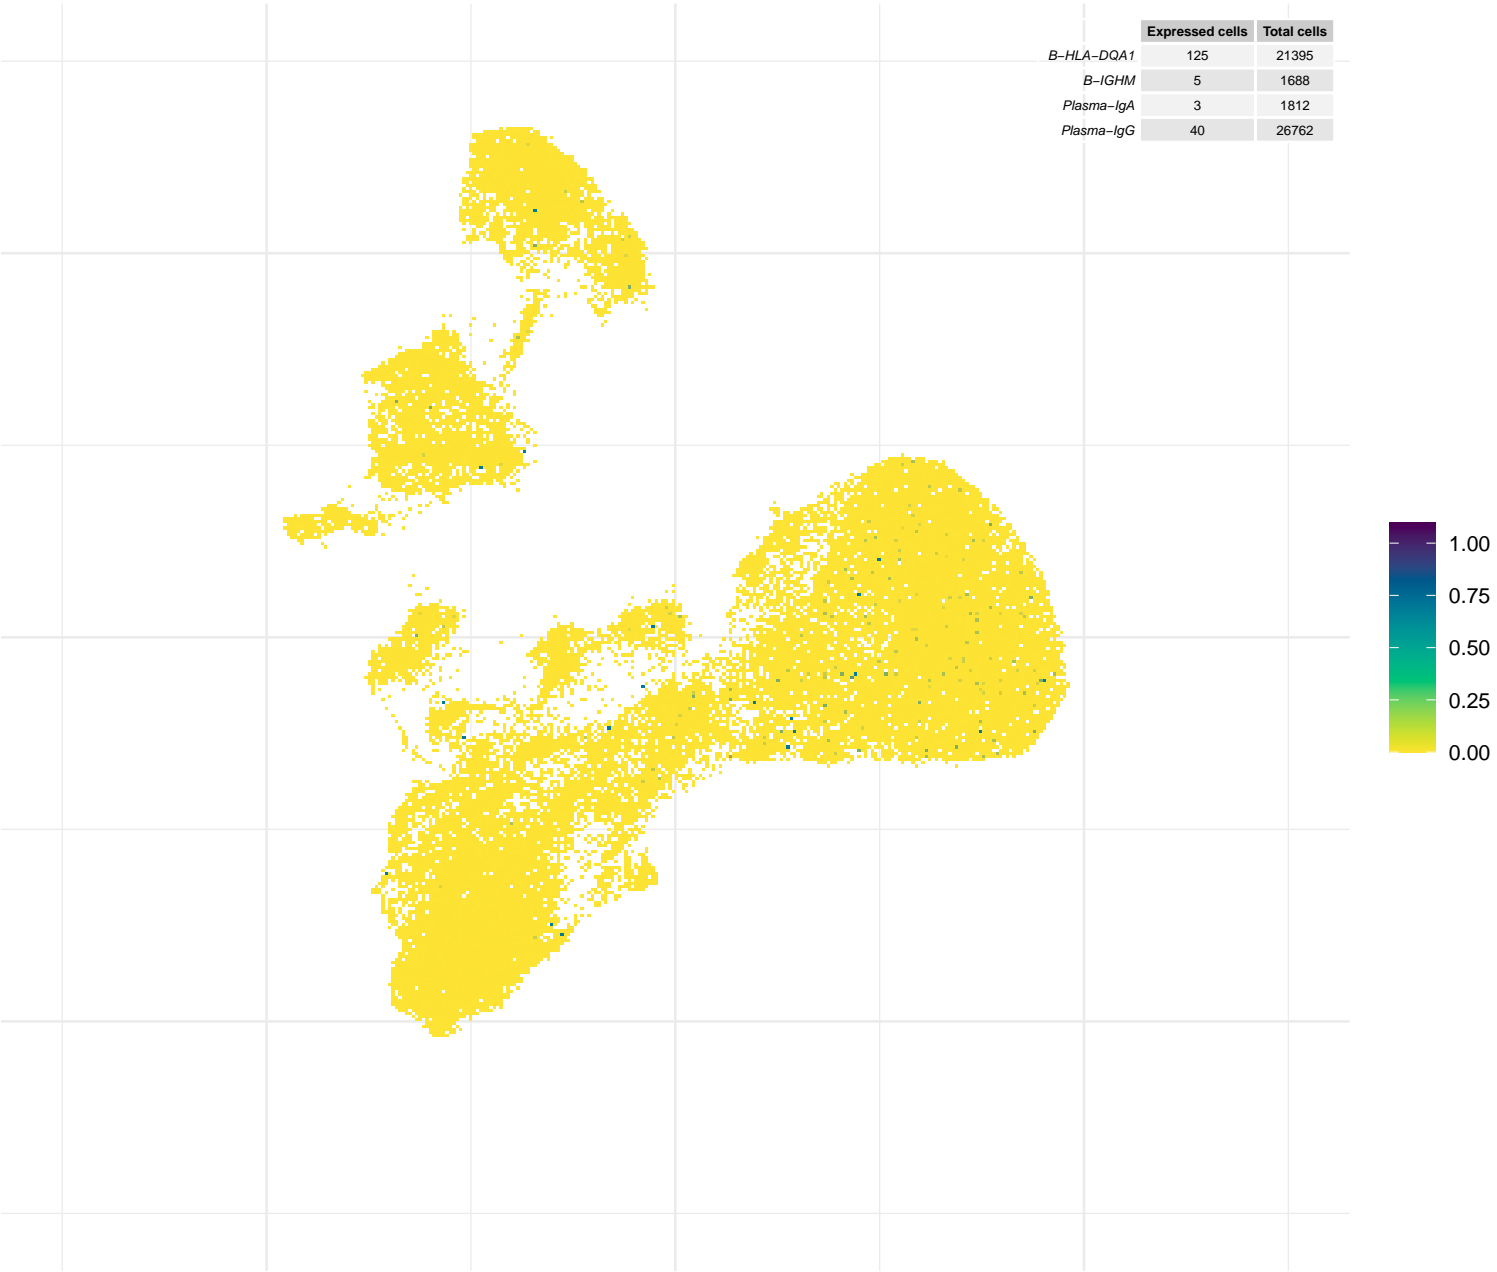 Expressed cells Total cells
B−HLA−DQA1 125 21395
B−IGHM 5 1688
Plasma−IgA 3 1812
Plasma−IgG 40 26762
1.00
0.75
0.50
0.25
0.00